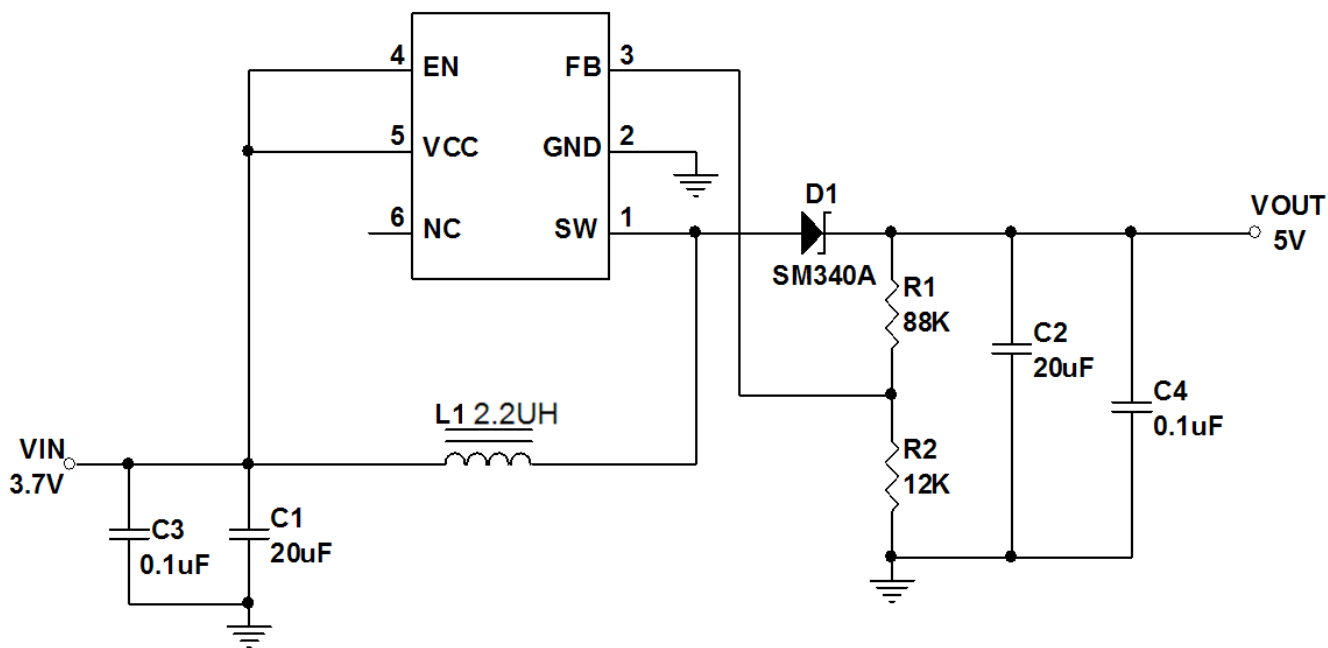 4 EN FB 3
5 VCC GND 2
6 NC SW 1
D1
SM340A
VOUT
5V
R1
88K
C2
20uF
C4
0.1uF
L1 2.2UH
R2
12K
VIN
3.7V
C3
0.1uF
C1
20uF